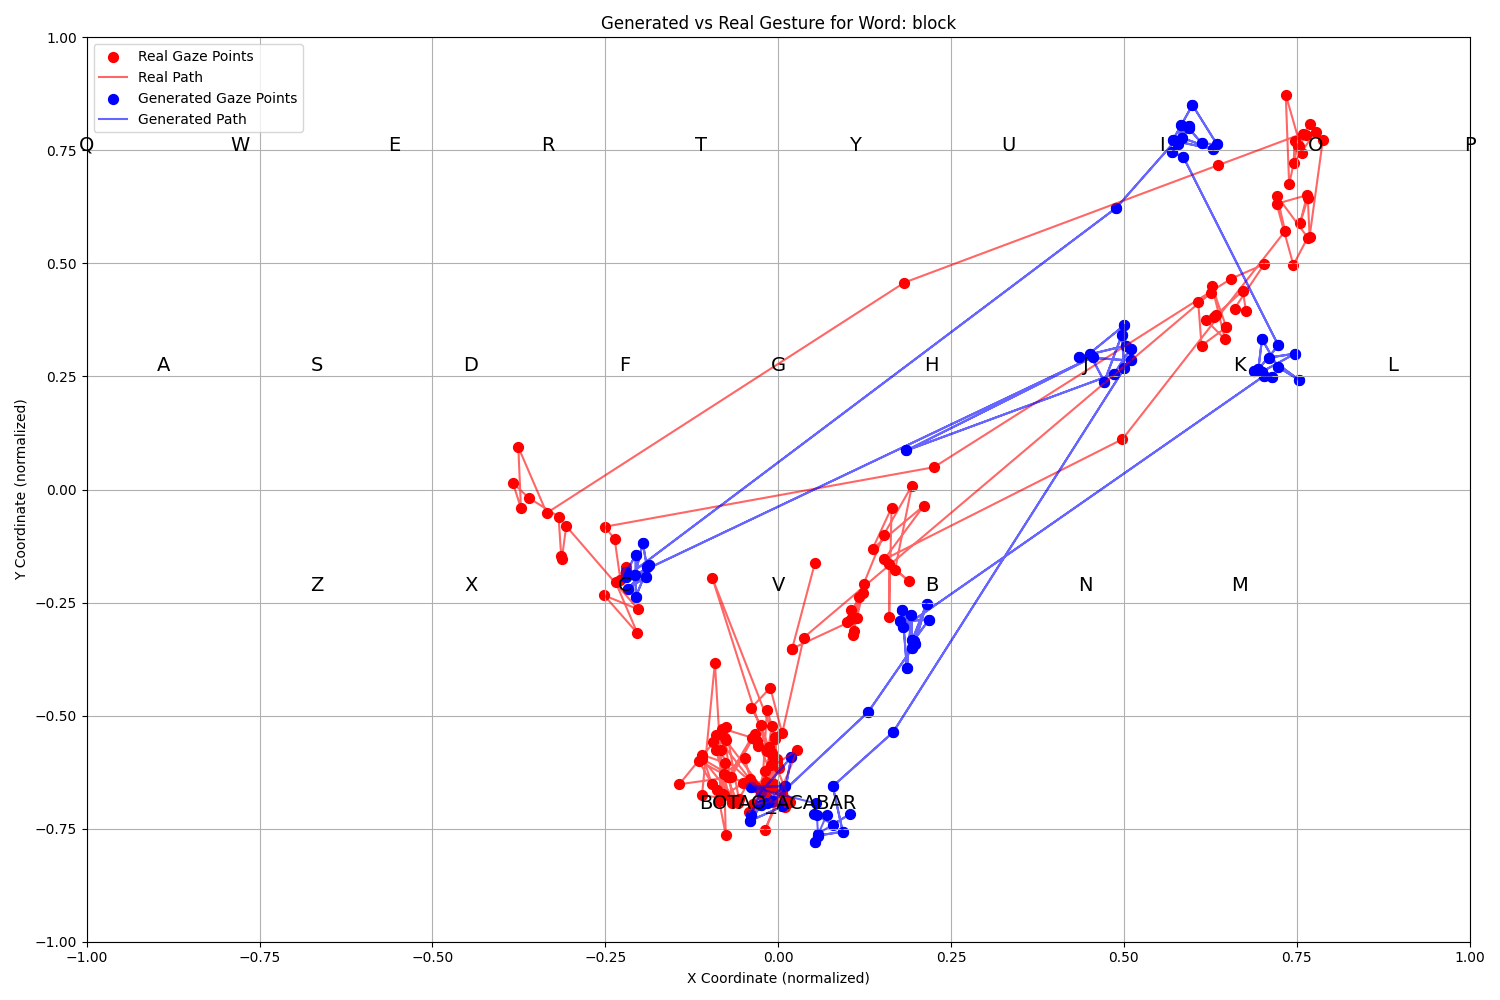 Generated vs Real Gesture for Word: block
Real Gaze Points
Real Path
Generated Gaze Points
Generated Path
Q W E R T Y U I O P
A S D F G H J K L
Z X C V B N M
BOTAO_ACABAR
1.00
0.75
0.50
0.25
0.00
−0.25
−0.50
−0.75
−1.00
Y Coordinate (normalized)
−1.00 −0.75 −0.50 −0.25 0.00 0.25 0.50 0.75 1.00
X Coordinate (normalized)